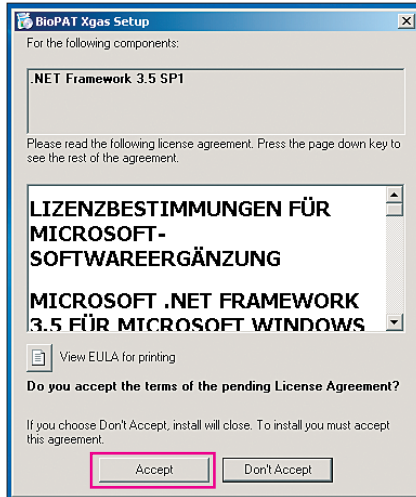 BioPAT Xgas Setup
For the following components:
.NET Framework 3.5 SP1
Please read the following license agreement. Press the page down key to
see the rest of the agreement.
LIZENZBESTIMMUNGEN FÜR
MICROSOFT-
SOFTWAREERGÄNZUNG
MICROSOFT .NET FRAMEWORK
3.5 FÜR MICROSOFT WINDOWS
View EULA for printing
Do you accept the terms of the pending License Agreement?
If you choose Don't Accept, install will close. To install you must accept
this agreement.
Accept Don't Accept